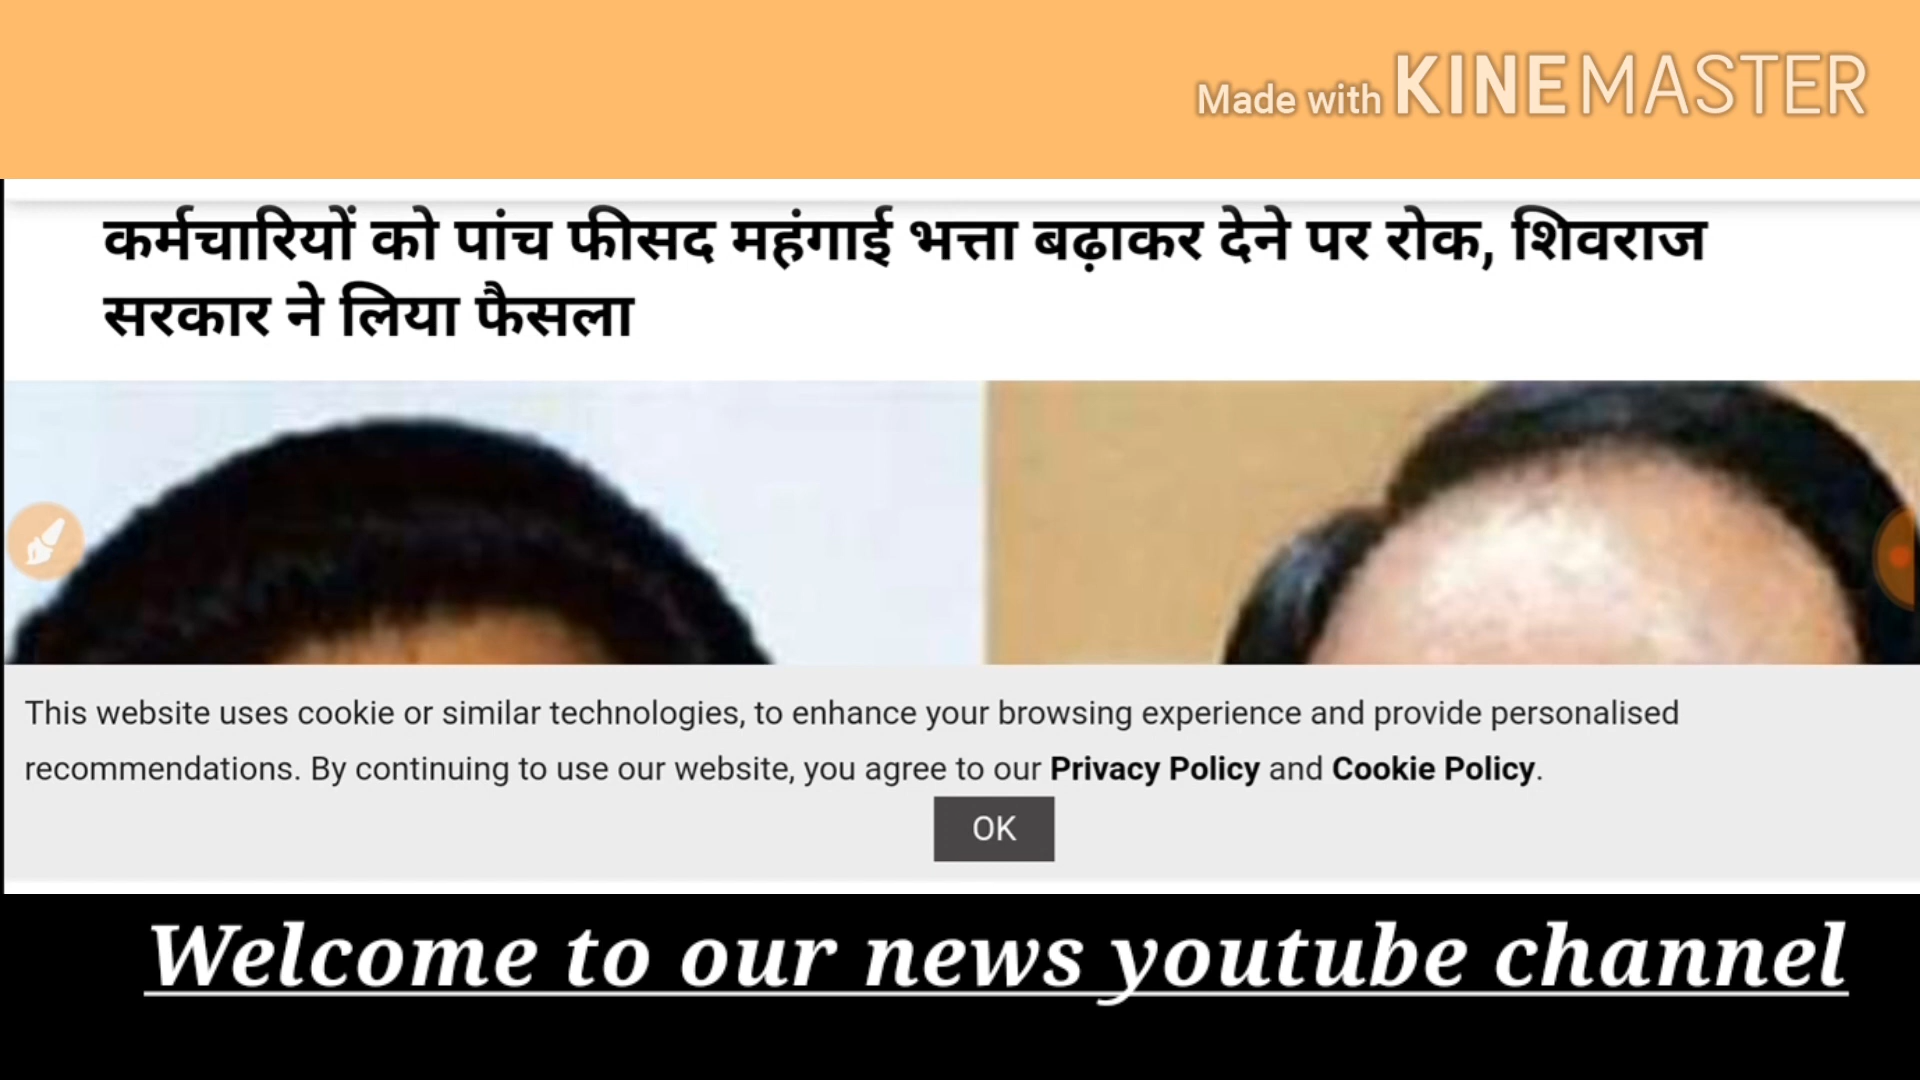 Made with KINEMASTER
कर्मचारियों को पांच फीसद महंगाई भत्ता बढ़ाकर देने पर रोक, शिवराज
सरकार ने लिया फैसला
This website uses cookie or similar technologies, to enhance your browsing experience and provide personalised
recommendations. By continuing to use our website, you agree to our Privacy Policy and Cookie Policy.
OK
Welcome to our news youtube channel